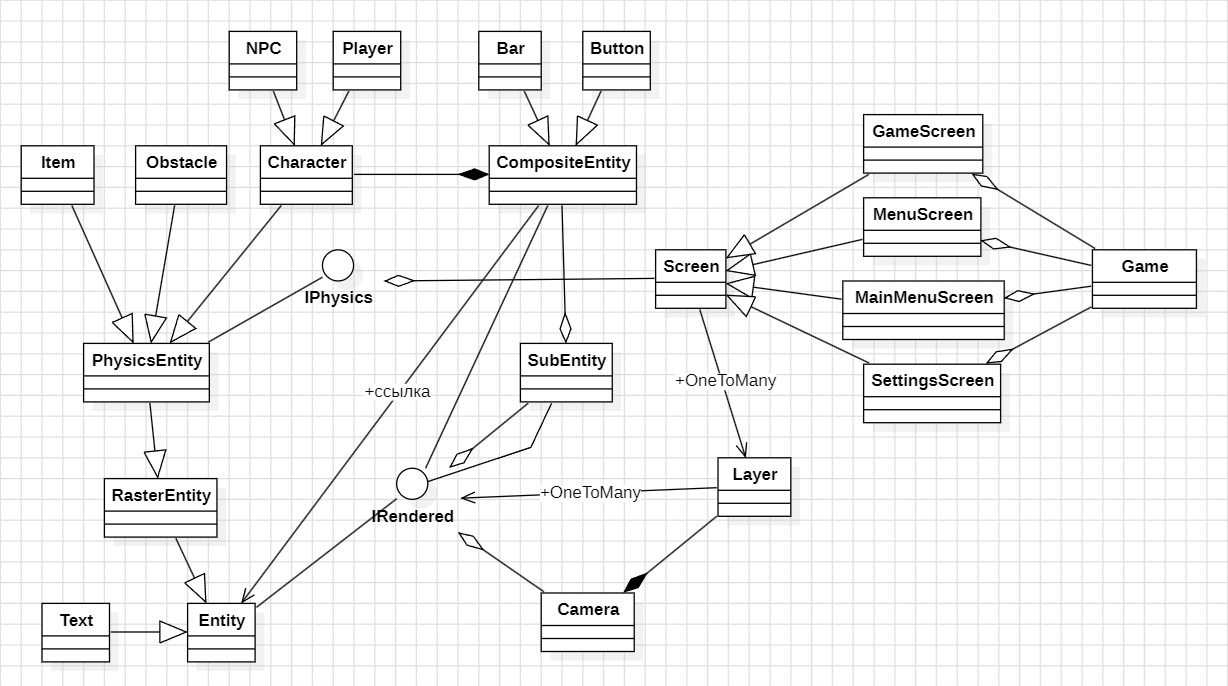 NPC
Player
Bar
Button
GameScreen
Item
Obstacle
Character
CompositeEntity
MenuScreen
IPhysics
Screen
Game
MainMenuScreen
PhysicsEntity
SubEntity
+OneToMany
SettingsScreen
+ссылка
Layer
RasterEntity
+OneToMany
IRendered
Text
Entity
Camera